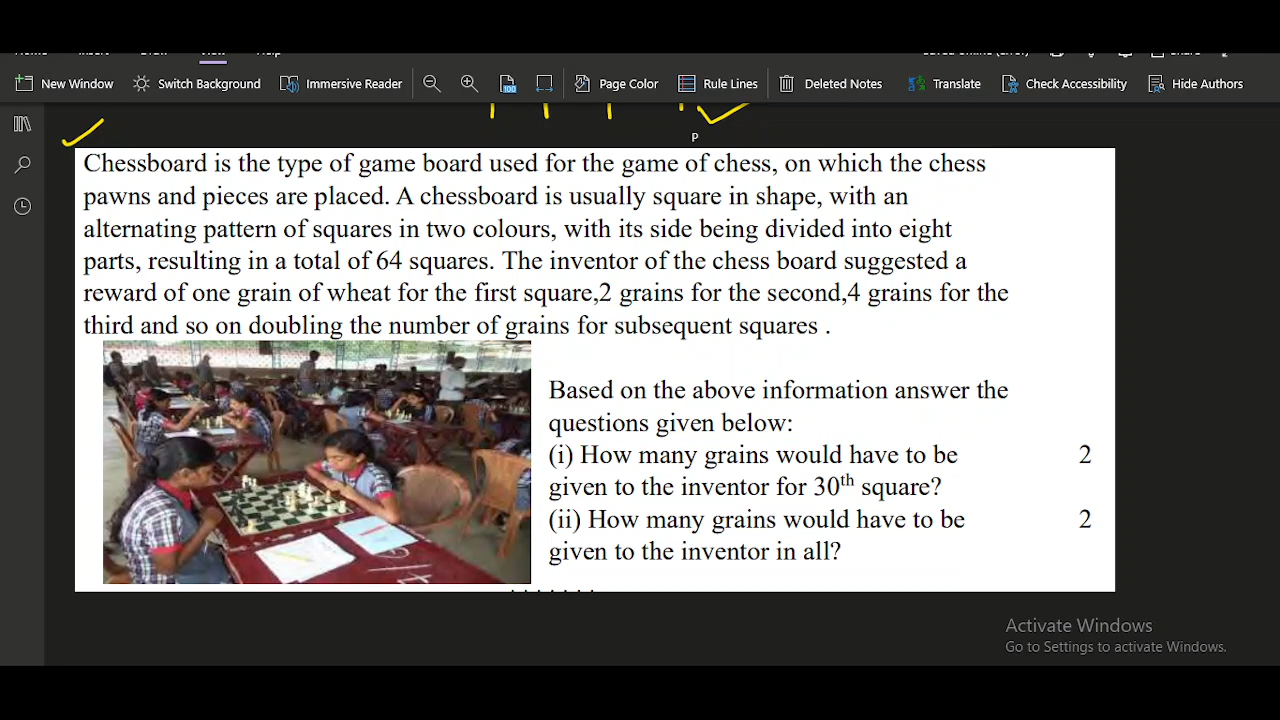 New Window Switch Background Immersive Reader Page Color Rule Lines Deleted Notes Translate Check Accessibility Hide Authors
P
Chessboard is the type of game board used for the game of chess, on which the chess
pawns and pieces are placed. A chessboard is usually square in shape, with an
alternating pattern of squares in two colours, with its side being divided into eight
parts, resulting in a total of 64 squares. The inventor of the chess board suggested a
reward of one grain of wheat for the first square,2 grains for the second,4 grains for the
third and so on doubling the number of grains for subsequent squares .
Based on the above information answer the
questions given below:
(i) How many grains would have to be 2
given to the inventor for 30th square?
(ii) How many grains would have to be 2
given to the inventor in all?
Activate Windows
Go to Settings to activate Windows.